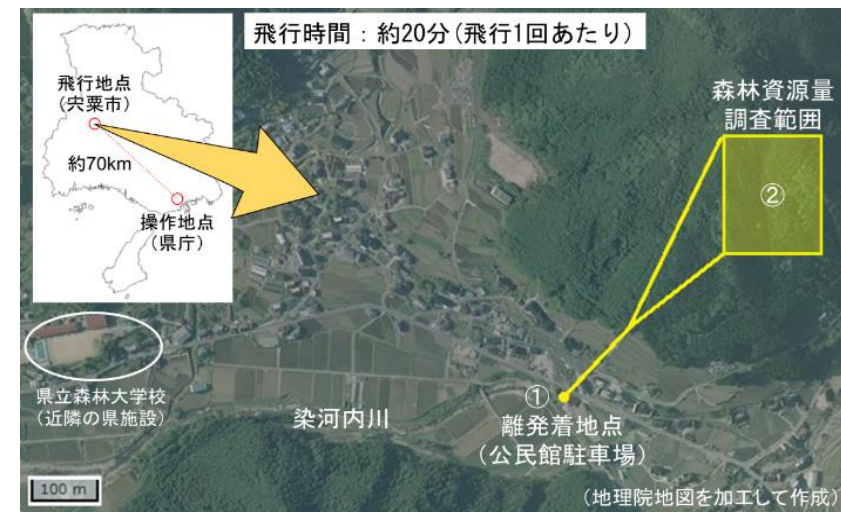 飛行時間：約20分(飛行1回あたり)
飛行地点
(宍粟市)
約70km
操作地点
(県庁)
森林資源量
調査範囲
②
県立森林大学校
(近隣の県施設)
染河内川
①
離発着地点
(公民館駐車場)
100 m
(地理院地図を加工して作成)